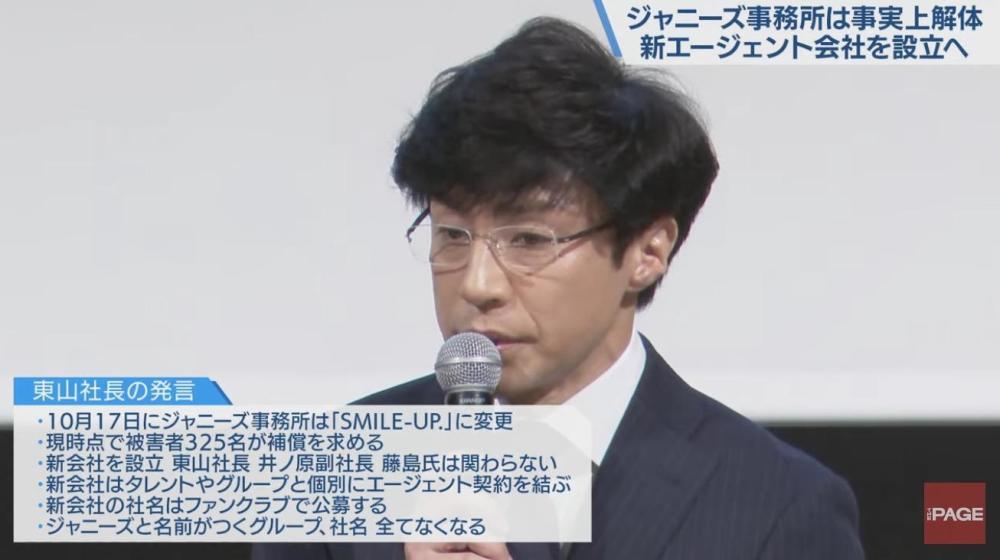 ジャニーズ事務所は事実上解体
新エージェント会社を設立へ
東山社長の発言
・10月17日にジャニーズ事務所は「SMILE-UP.」に変更
・現時点で被害者325名が補償を求める
・新会社を設立 東山社長 井ノ原副社長 藤島氏は関わらない
・新会社はタレントやグループと個別にエージェント契約を結ぶ
・新会社の社名はファンクラブで公募する
・ジャニーズと名前がつくグループ、社名 全てなくなる
THE PAGE